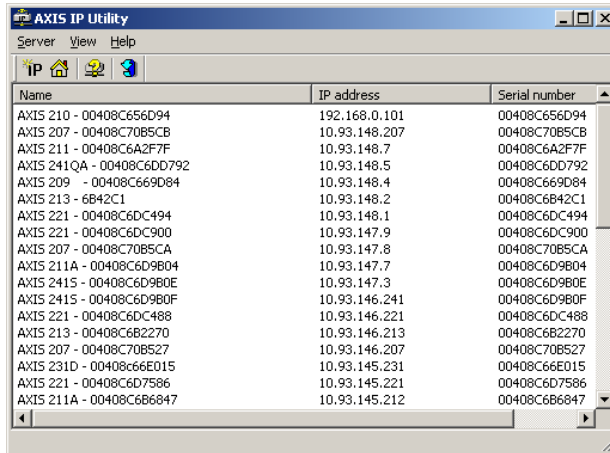 AXIS IP Utility
Server View Help
IP
Name IP address Serial number
AXIS 210 - 00408C656D94 192.168.0.101 00408C656D94
AXIS 207 - 00408C70B5CB 10.93.148.207 00408C70B5CB
AXIS 211 - 00408C6A2F7F 10.93.148.7 00408C6A2F7F
AXIS 241QA - 00408C6DD792 10.93.148.5 00408C6DD792
AXIS 209 - 00408C669D84 10.93.148.4 00408C669D84
AXIS 213 - 6B42C1 10.93.148.2 00408C6B42C1
AXIS 221 - 00408C6DC494 10.93.148.1 00408C6DC494
AXIS 221 - 00408C6DC900 10.93.147.9 00408C6DC900
AXIS 207 - 00408C70B5CA 10.93.147.8 00408C70B5CA
AXIS 211A - 00408C6D9B04 10.93.147.7 00408C6D9B04
AXIS 241S - 00408C6D9B0E 10.93.147.3 00408C6D9B0E
AXIS 241S - 00408C6D9B0F 10.93.146.241 00408C6D9B0F
AXIS 221 - 00408C6DC488 10.93.146.221 00408C6DC488
AXIS 213 - 00408C6B2270 10.93.146.213 00408C6B2270
AXIS 207 - 00408C70B527 10.93.146.207 00408C70B527
AXIS 231D - 00408c66E015 10.93.145.231 00408C66E015
AXIS 221 - 00408C6D7586 10.93.145.221 00408C6D7586
AXIS 211A - 00408C6B6847 10.93.145.212 00408C6B6847